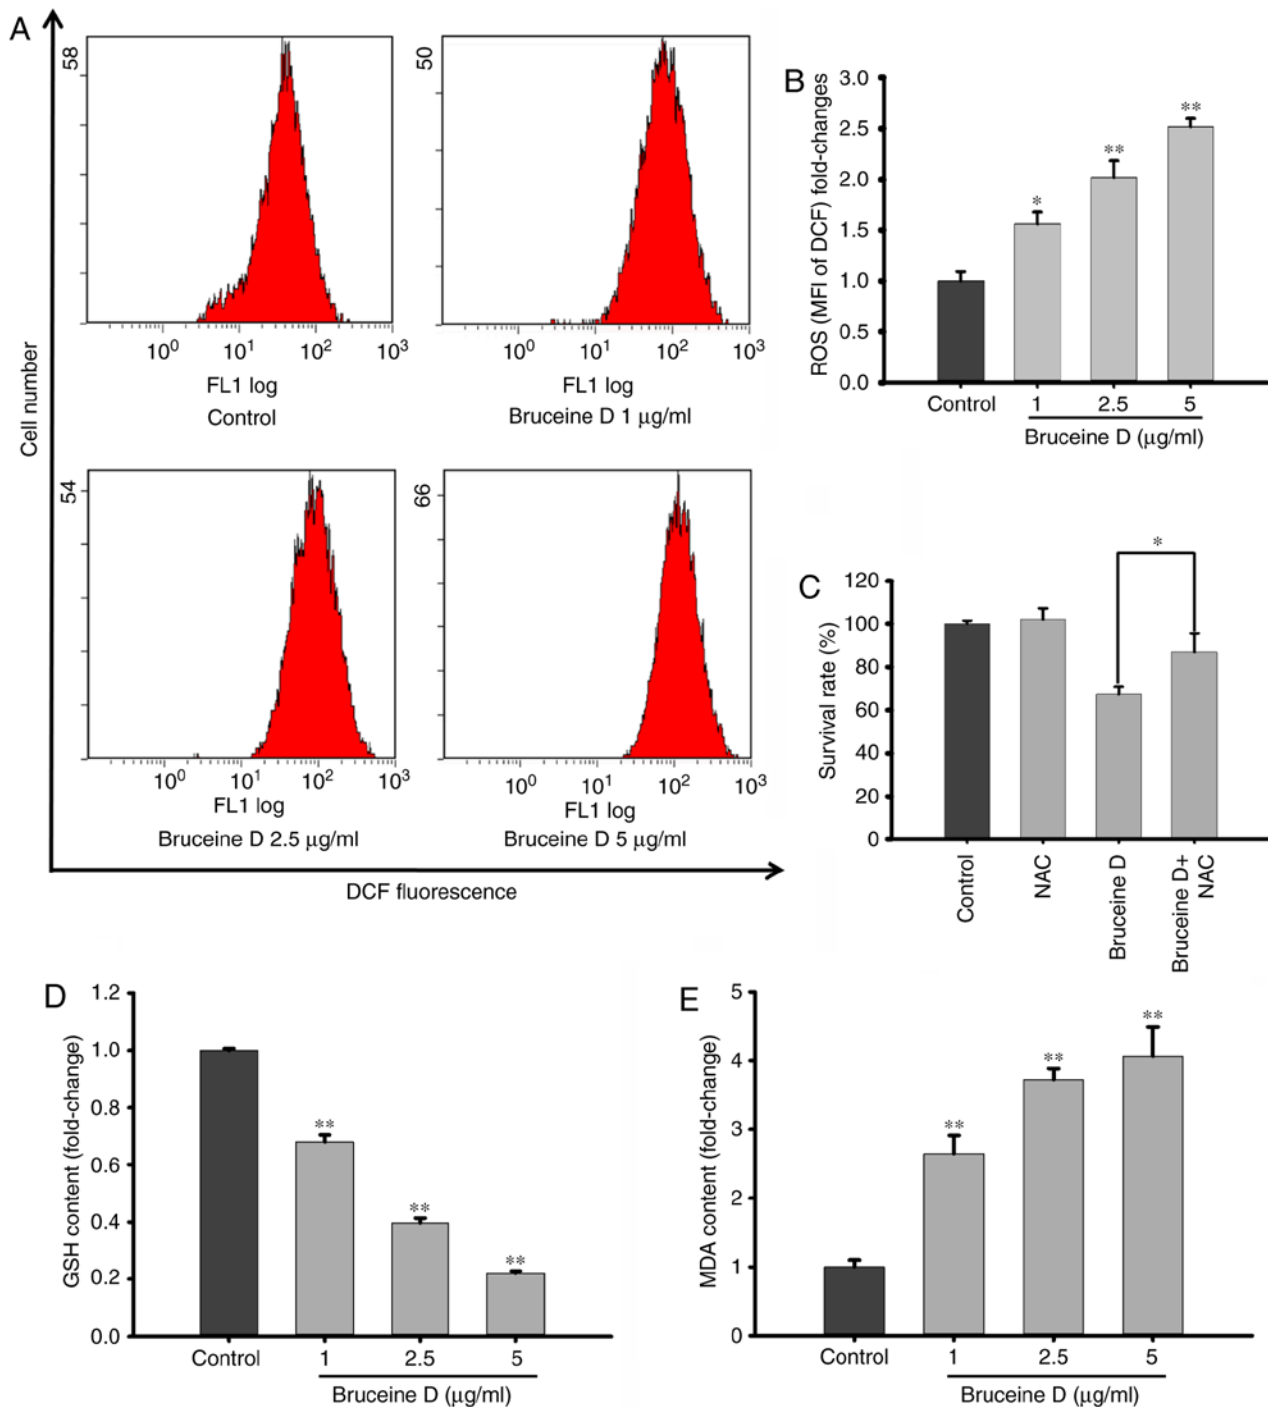 A
Cell number
58
10⁰ 10¹ 10² 10³
FL1 log
Control
50
10⁰ 10¹ 10² 10³
FL1 log
Bruceine D 1 μg/ml
54
10⁰ 10¹ 10² 10³
FL1 log
Bruceine D 2.5 μg/ml
66
10⁰ 10¹ 10² 10³
FL1 log
Bruceine D 5 μg/ml
DCF fluorescence
B
ROS (MFI of DCF) fold-changes
3.0
2.5
2.0
1.5
1.0
0.5
0.0
*
**
**
Control 1 2.5 5
Bruceine D (μg/ml)
C
Survival rate (%)
120
100
80
60
40
20
0
*
Control
NAC
Bruceine D
Bruceine D+
NAC
D
GSH content (fold-change)
1.2
1.0
0.8
0.6
0.4
0.2
0.0
**
**
**
Control 1 2.5 5
Bruceine D (μg/ml)
E
MDA content (fold-change)
5
4
3
2
1
0
**
**
**
Control 1 2.5 5
Bruceine D (μg/ml)